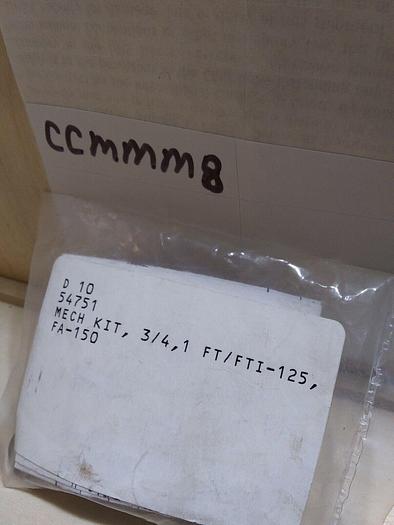 CCMMM8
D 10
54751
MECH KIT, 3/4,1 FT/FTI-125,
FA-150